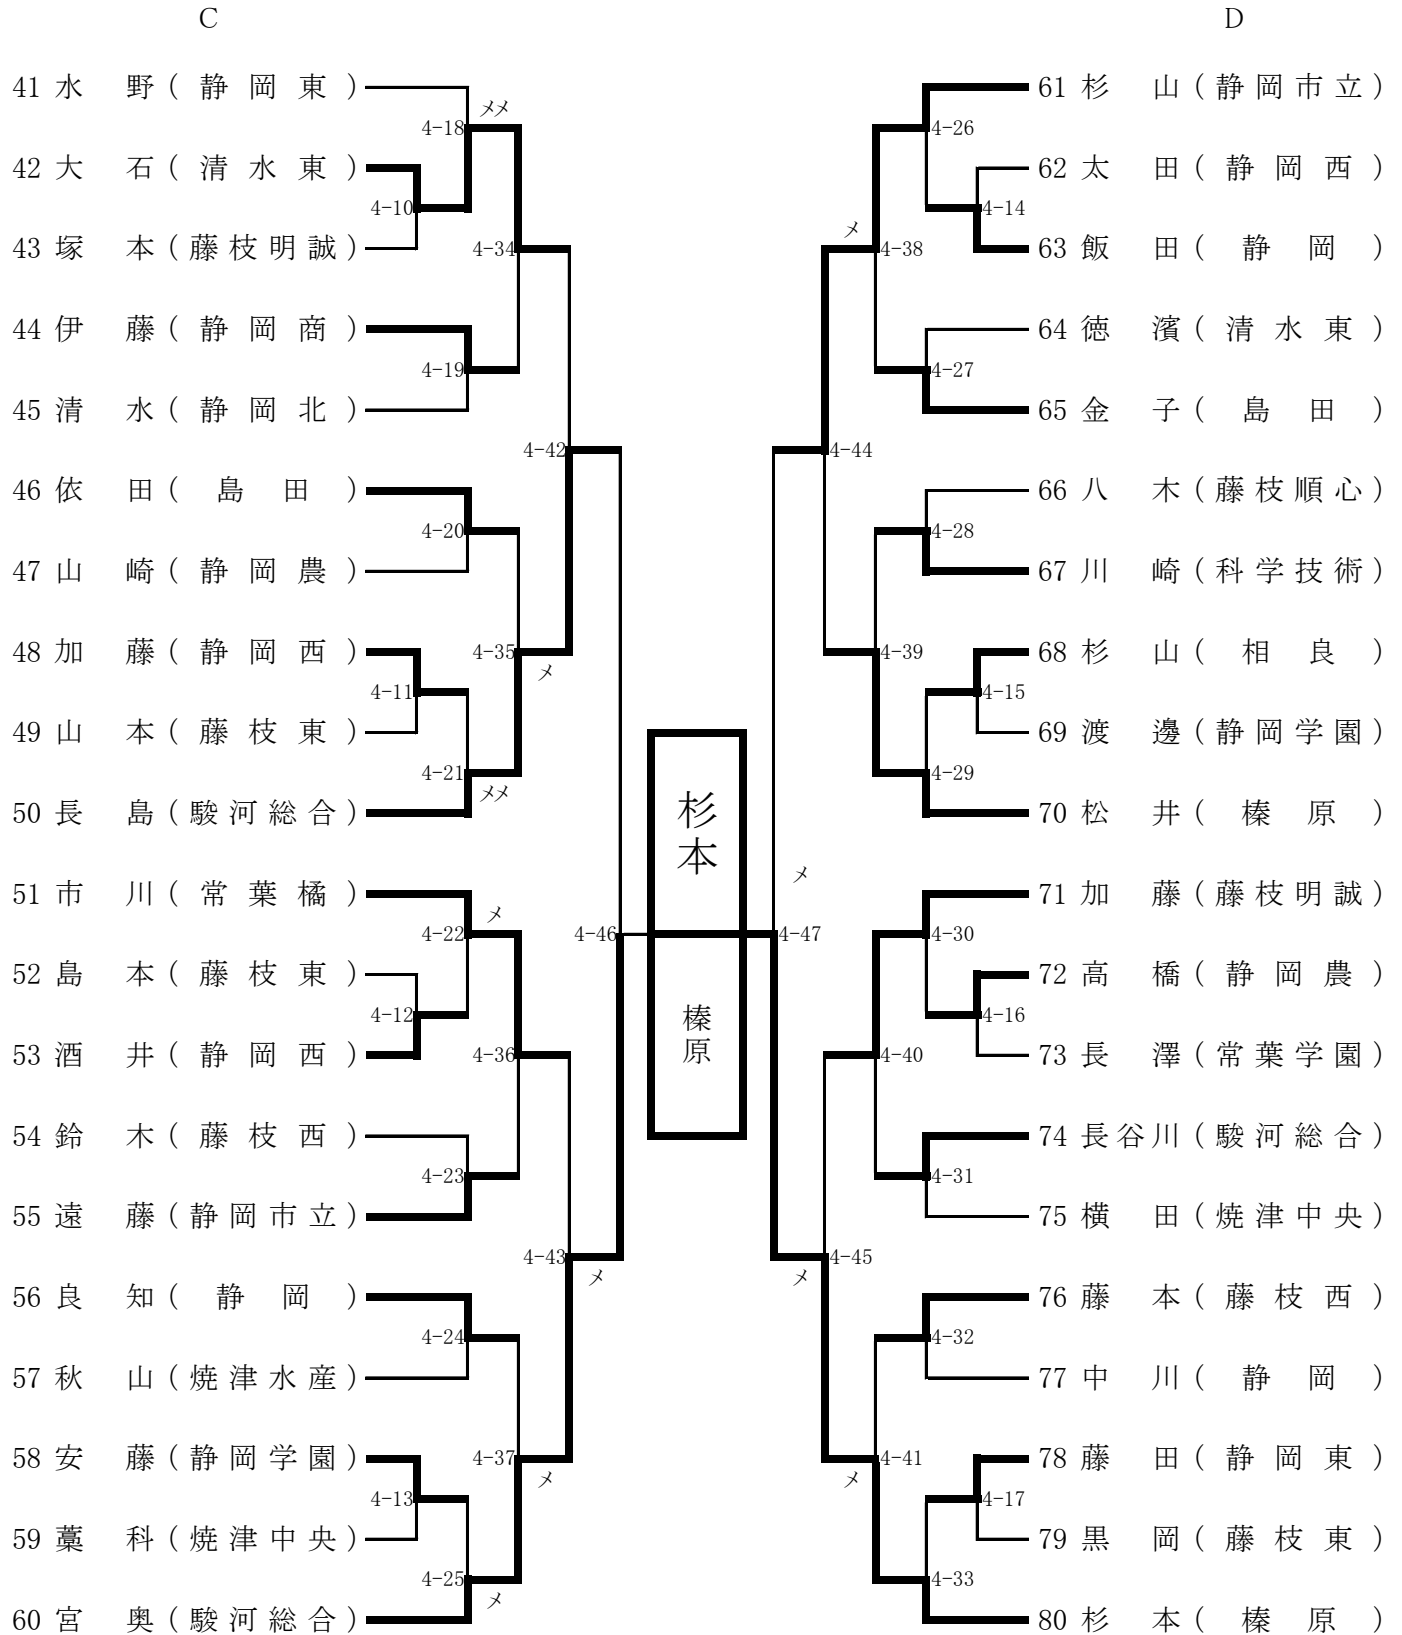 C
41 水 野 ( 静 岡 東 )
メメ
4-18
42 大 石 ( 清 水 東 )
4-10
43 塚 本 ( 藤 枝 明 誠 )
4-34
44 伊 藤 ( 静 岡 商 )
4-19
45 清 水 ( 静 岡 北 )
4-42
46 依 田 ( 島 田 )
4-20
47 山 崎 ( 静 岡 農 )
48 加 藤 ( 静 岡 西 )
4-35
メ
4-11
49 山 本 ( 藤 枝 東 )
4-21
メメ
50 長 島 ( 駿 河 総 合 )
51 市 川 ( 常 葉 橘 )
メ
4-22
4-46
52 島 本 ( 藤 枝 東 )
4-12
53 酒 井 ( 静 岡 西 )
4-36
54 鈴 木 ( 藤 枝 西 )
4-23
55 遠 藤 ( 静 岡 市 立 )
4-43
メ
56 良 知 ( 静 岡 )
4-24
57 秋 山 ( 焼 津 水 産 )
58 安 藤 ( 静 岡 学 園 )
4-37
メ
4-13
59 藁 科 ( 焼 津 中 央 )
4-25
メ
60 宮 奥 ( 駿 河 総 合 )
杉本
榛原
D
61 杉 山 ( 静 岡 市 立 )
4-26
62 太 田 ( 静 岡 西 )
4-14
メ
4-38
63 飯 田 ( 静 岡 )
64 徳 濱 ( 清 水 東 )
4-27
65 金 子 ( 島 田 )
4-44
66 八 木 ( 藤 枝 順 心 )
4-28
67 川 崎 ( 科 学 技 術 )
4-39
68 杉 山 ( 相 良 )
4-15
69 渡 邊 ( 静 岡 学 園 )
4-29
70 松 井 ( 榛 原 )
メ
4-47
71 加 藤 ( 藤 枝 明 誠 )
4-30
72 高 橋 ( 静 岡 農 )
4-16
73 長 澤 ( 常 葉 学 園 )
4-40
74 長 谷 川 ( 駿 河 総 合 )
4-31
75 横 田 ( 焼 津 中 央 )
4-45
メ
76 藤 本 ( 藤 枝 西 )
4-32
77 中 川 ( 静 岡 )
78 藤 田 ( 静 岡 東 )
4-41
メ
4-17
79 黒 岡 ( 藤 枝 東 )
4-33
80 杉 本 ( 榛 原 )